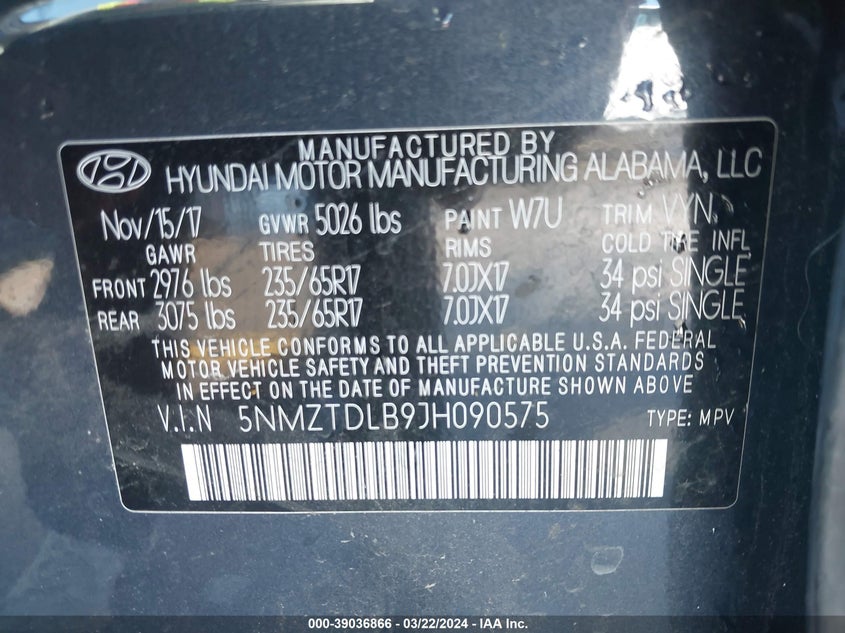 MANUFACTURED BY
HYUNDAI MOTOR MANUFACTURING ALABAMA, LLC
Nov/15/17 GVWR 5026 lbs PAINT W7U TRIM VYN
GAWR TIRES RIMS COLD TIRE INFL
FRONT 2976 lbs 235/65R17 7.0JX17 34 psi SINGLE
REAR 3075 lbs 235/65R17 7.0JX17 34 psi SINGLE
THIS VEHICLE CONFORMS TO ALL APPLICABLE U.S.A. FEDERAL
MOTOR VEHICLE SAFETY AND THEFT PREVENTION STANDARDS
IN EFFECT ON THE DATE OF MANUFACTURE SHOWN ABOVE
V.I.N 5NMZTDLB9JH090575 TYPE: MPV
000-39036866 - 03/22/2024 - IAA Inc.